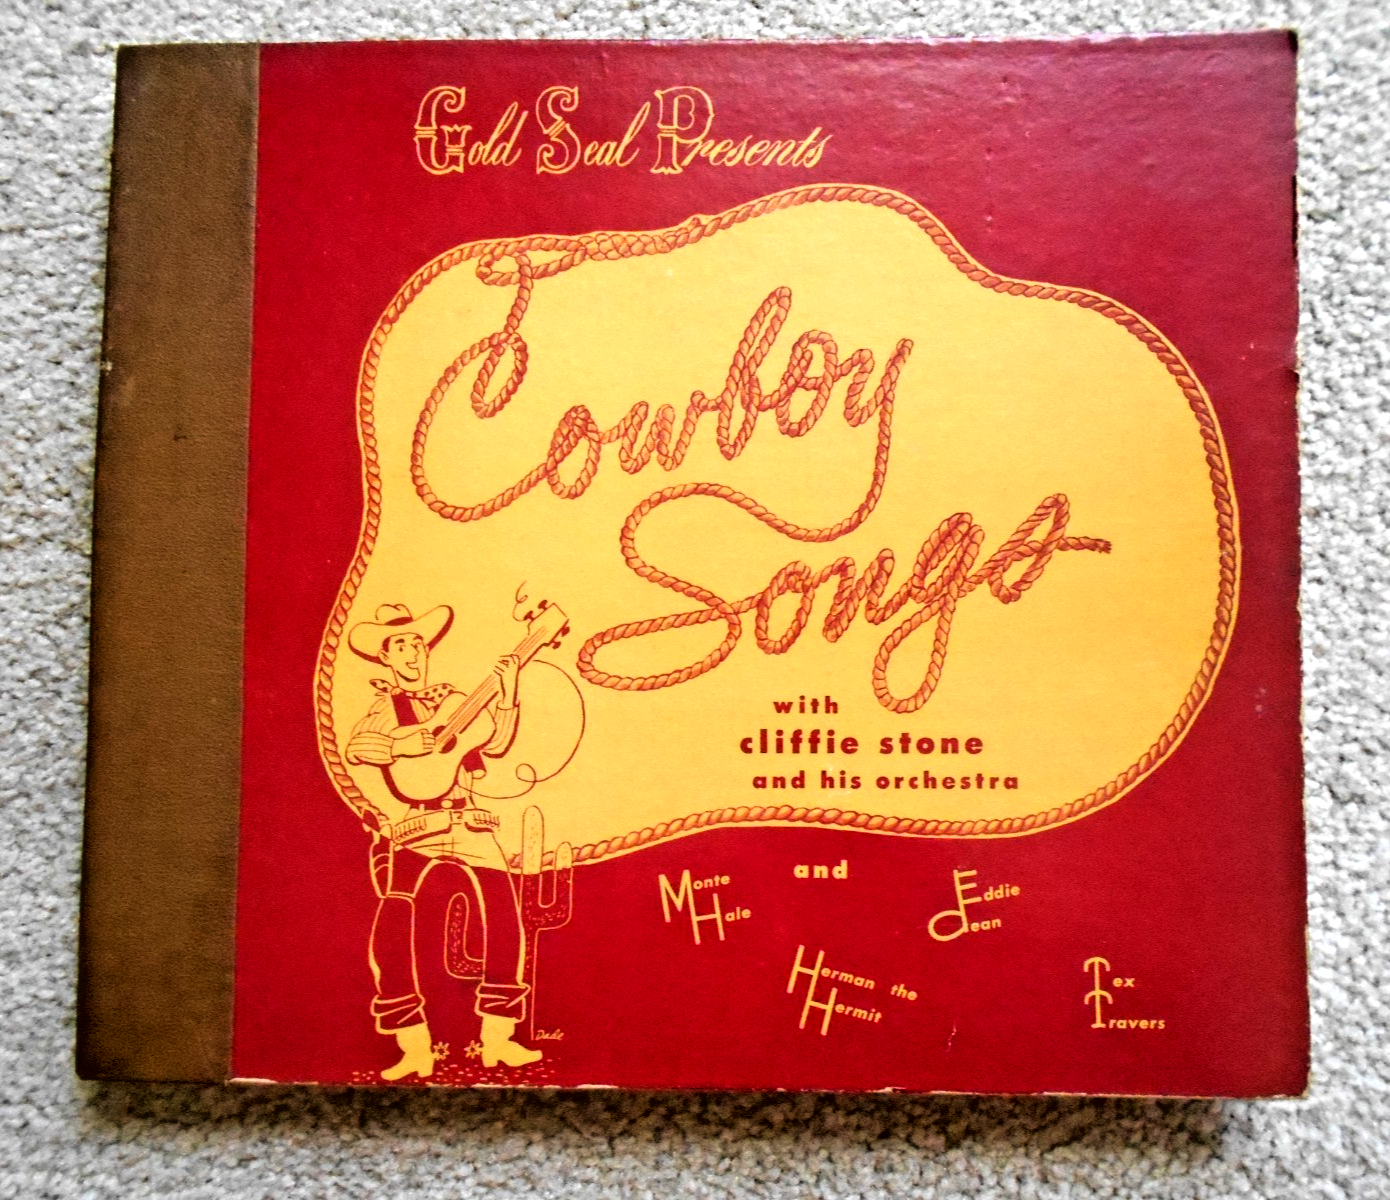 Gold Seal Presents
Cowboy
Songs
with
cliffie stone
and his orchestra
and
Monte
Hale
Eddie
dean
Herman the
Hermit
Tex
Travers
Dade